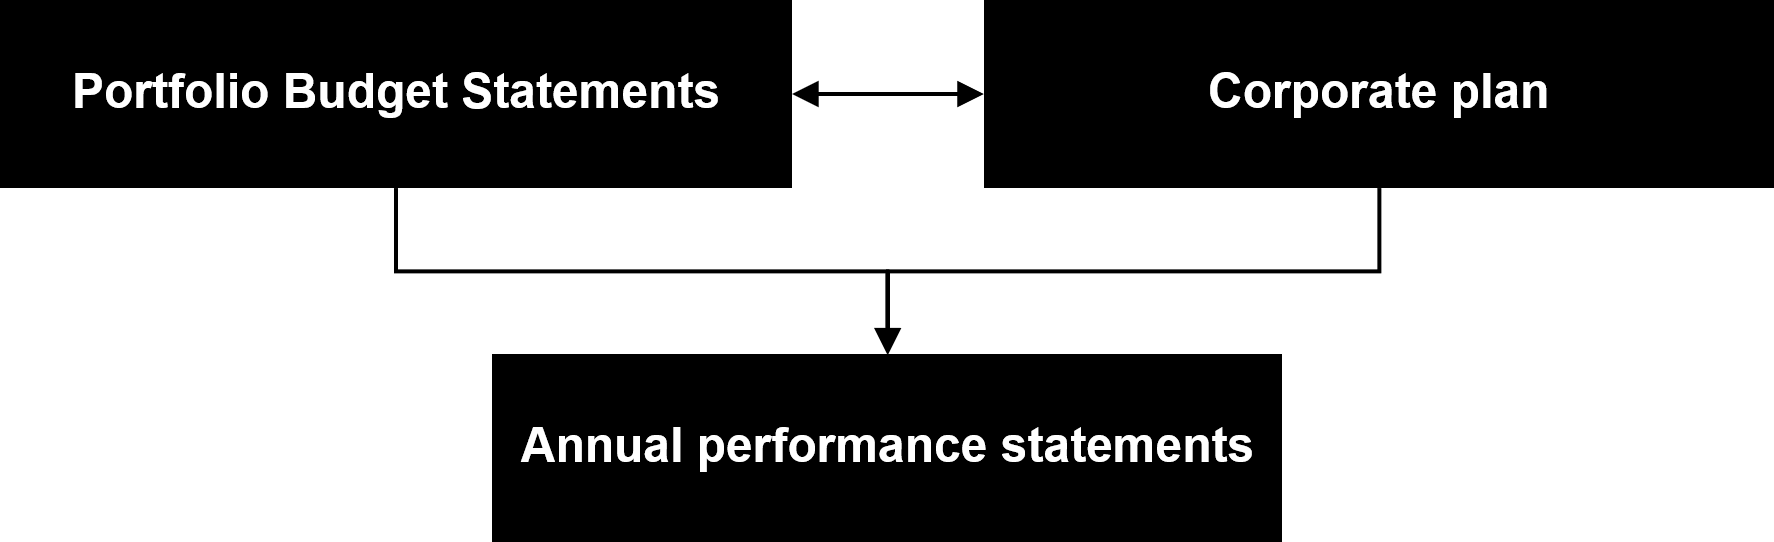 Portfolio Budget Statements
Corporate plan
Annual performance statements